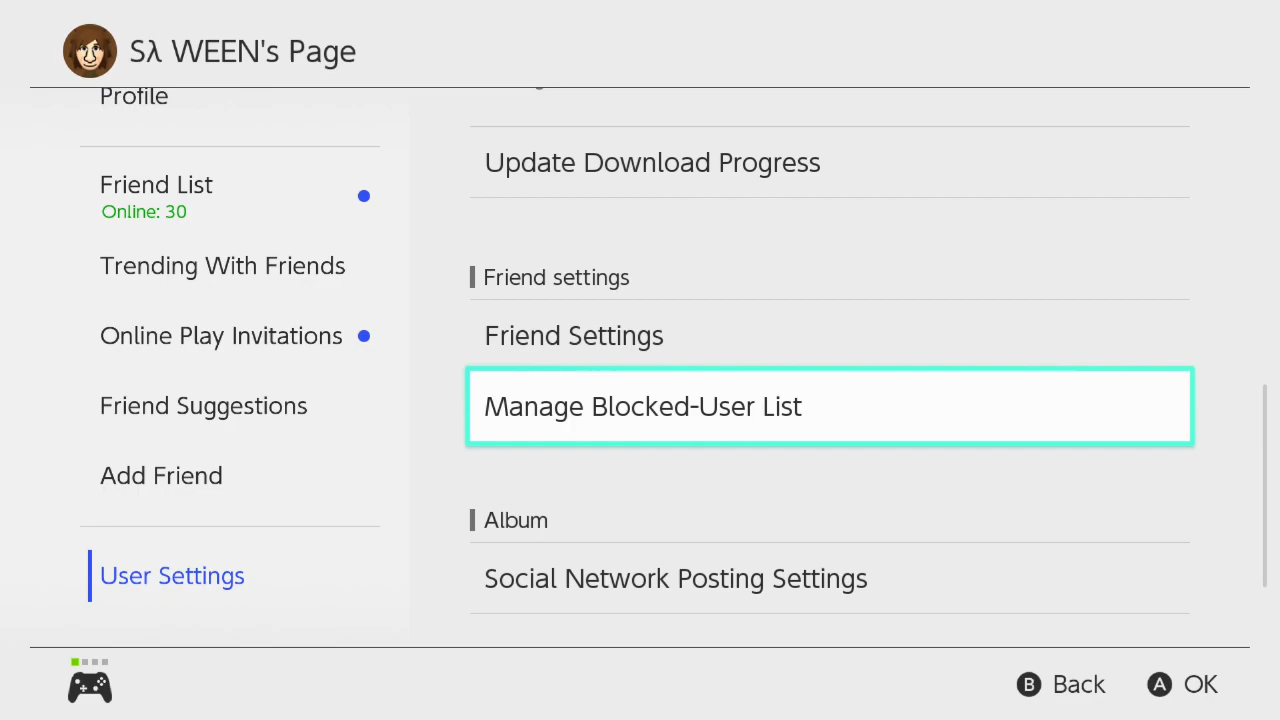 Sλ WEEN's Page
Profile
Friend List
Online: 30
Trending With Friends
Online Play Invitations
Friend Suggestions
Add Friend
User Settings
Update Download Progress
Friend settings
Friend Settings
Manage Blocked-User List
Album
Social Network Posting Settings
B Back
A OK